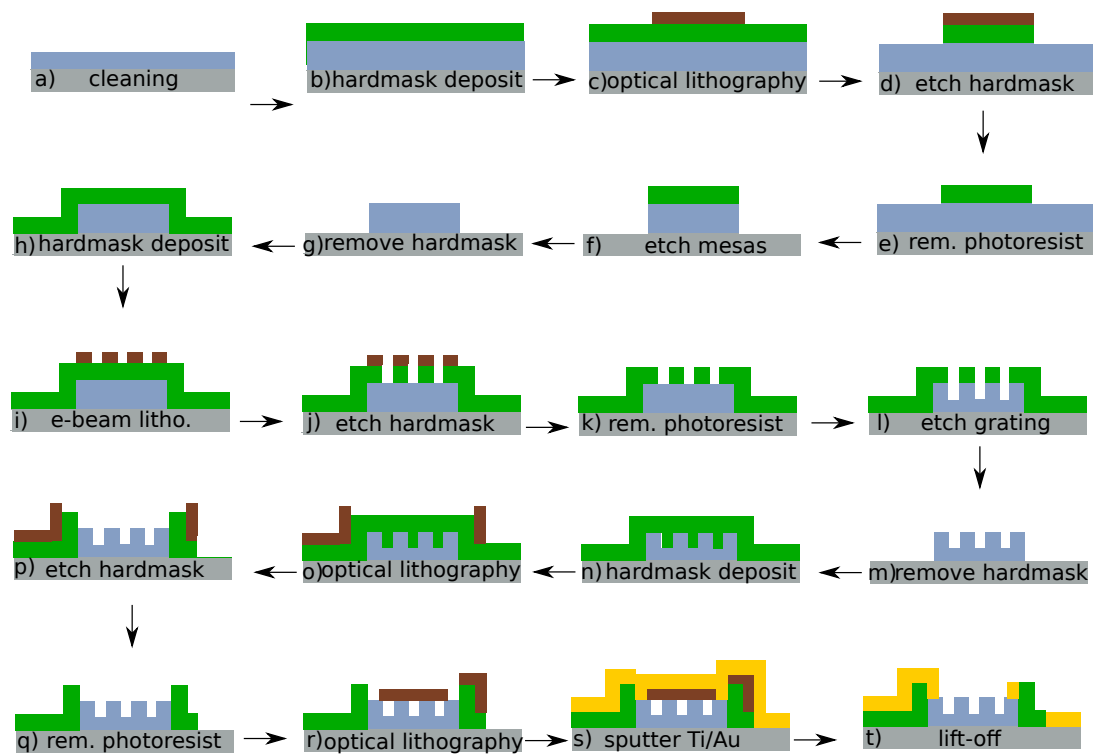 a) cleaning
b) hardmask deposit
c) optical lithography
d) etch hardmask
h) hardmask deposit
g) remove hardmask
f) etch mesas
e) rem. photoresist
i) e-beam litho.
j) etch hardmask
k) rem. photoresist
l) etch grating
p) etch hardmask
o) optical lithography
n) hardmask deposit
m) remove hardmask
q) rem. photoresist
r) optical lithography
s) sputter Ti/Au
t) lift-off